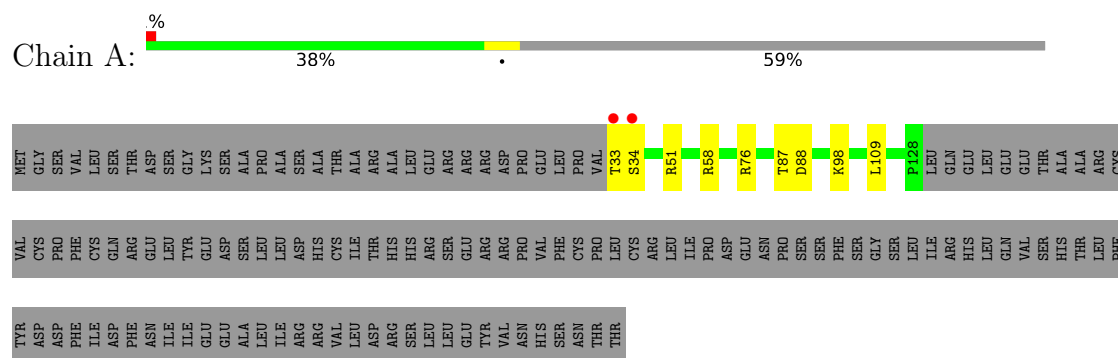 .%
Chain A:
38% • 59%
MET GLY SER VAL LEU SER THR ASP SER GLY LYS SER ALA PRO ALA SER ALA THR ALA ARG ALA LEU GLU ARG ARG ARG ASP PRO GLU LEU PRO VAL T33 S34 R51 R58 R76 T87 D88 K98 L109 P128 LEU GLN GLU LEU GLU GLU THR ALA ALA ARG CYS
VAL CYS PRO PHE CYS GLN ARG GLU LEU TYR GLU ASP SER LEU LEU ASP HIS CYS ILE THR HIS HIS ARG SER GLU ARG ARG PRO VAL PHE CYS PRO LEU CYS ARG LEU ILE PRO ASP GLU ASN PRO SER SER PHE SER GLY SER LEU ILE ARG HIS LEU GLN VAL SER HIS THR LEU PHE
TYR ASP ASP PHE ILE ASP PHE ASN ILE ILE GLU GLU ALA LEU ILE ARG ARG VAL LEU ASP ARG SER LEU LEU GLU TYR VAL ASN HIS SER ASN THR THR